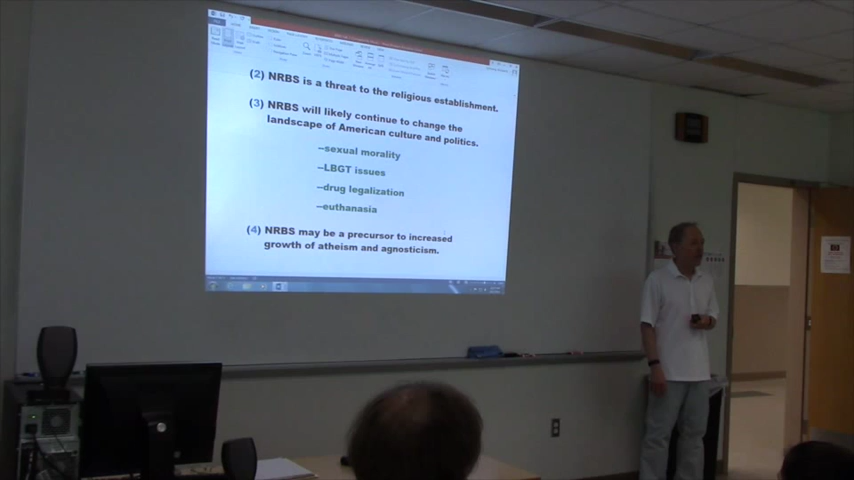 (2) NRBS is a threat to the religious establishment.
(3) NRBS will likely continue to change the
landscape of American culture and politics.
–sexual morality
–LBGT issues
–drug legalization
–euthanasia
(4) NRBS may be a precursor to increased
growth of atheism and agnosticism.